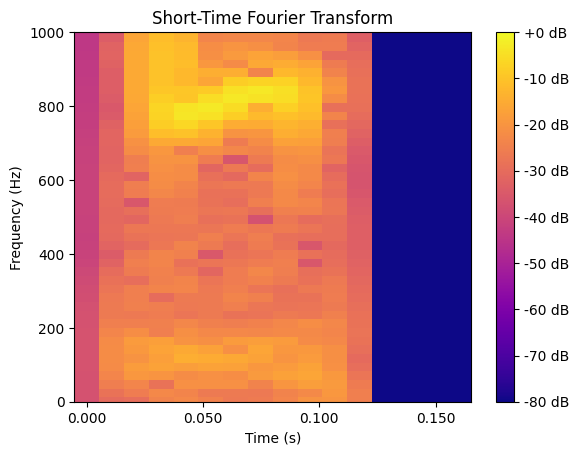 Short-Time Fourier Transform
1000
800
600
400
200
0
Frequency (Hz)
0.000
0.050
0.100
0.150
Time (s)
+0 dB
-10 dB
-20 dB
-30 dB
-40 dB
-50 dB
-60 dB
-70 dB
-80 dB